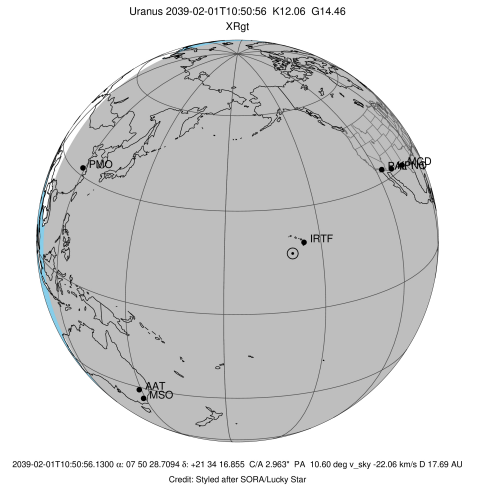 Uranus 2039-02-01T10:50:56 K12.06 G14.46
XRgt
PMO
MGD
IRTF
AAT
MSO
2039-02-01T10:50:56.1300 α: 07 50 28.7094 δ: +21 34 16.855 C/A 2.963" PA 10.60 deg v_sky -22.06 km/s D 17.69 AU
Credit: Styled after SORA/Lucky Star